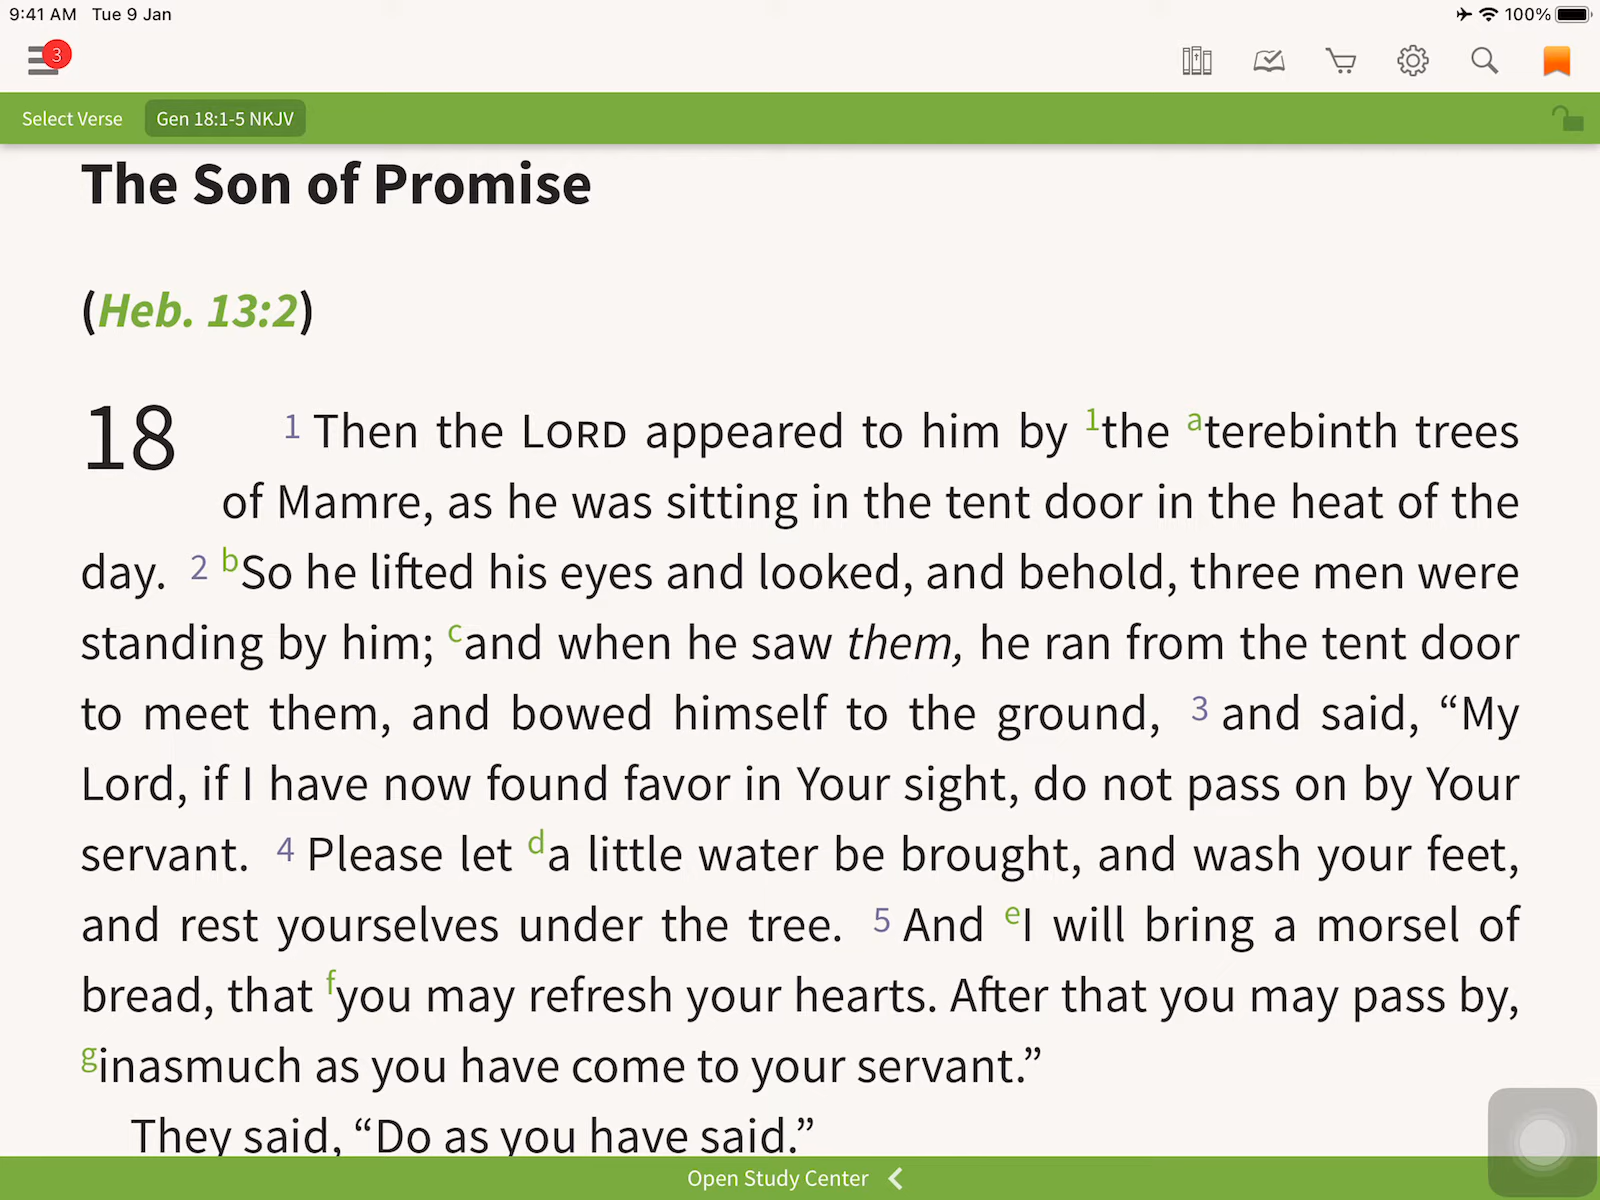 9:41 AM Tue 9 Jan 100%
3
Select Verse Gen 18:1-5 NKJV
The Son of Promise
(Heb. 13:2)
18 1 Then the LORD appeared to him by 1the aterebinth trees
of Mamre, as he was sitting in the tent door in the heat of the
day. 2 bSo he lifted his eyes and looked, and behold, three men were
standing by him; cand when he saw them, he ran from the tent door
to meet them, and bowed himself to the ground, 3 and said, “My
Lord, if I have now found favor in Your sight, do not pass on by Your
servant. 4 Please let da little water be brought, and wash your feet,
and rest yourselves under the tree. 5 And eI will bring a morsel of
bread, that fyou may refresh your hearts. After that you may pass by,
ginasmuch as you have come to your servant.”
They said, “Do as you have said.”
Open Study Center